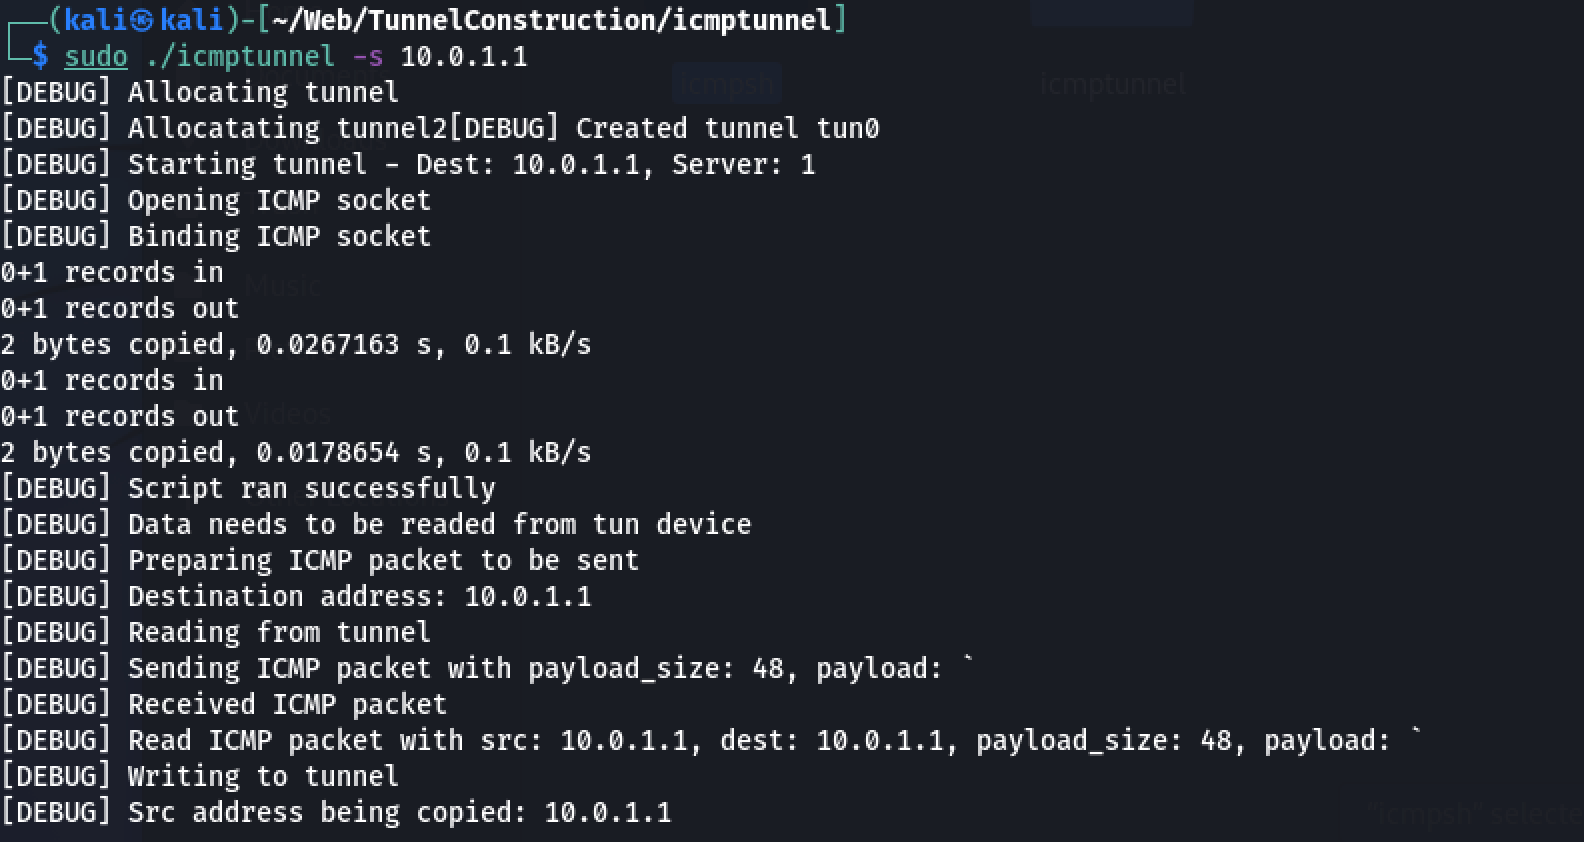 ┌──(kali㉿kali)-[~/Web/TunnelConstruction/icmptunnel]
└─$ sudo ./icmptunnel -s 10.0.1.1
[DEBUG] Allocating tunnel
[DEBUG] Allocatating tunnel2[DEBUG] Created tunnel tun0
[DEBUG] Starting tunnel - Dest: 10.0.1.1, Server: 1
[DEBUG] Opening ICMP socket
[DEBUG] Binding ICMP socket
0+1 records in
0+1 records out
2 bytes copied, 0.0267163 s, 0.1 kB/s
0+1 records in
0+1 records out
2 bytes copied, 0.0178654 s, 0.1 kB/s
[DEBUG] Script ran successfully
[DEBUG] Data needs to be readed from tun device
[DEBUG] Preparing ICMP packet to be sent
[DEBUG] Destination address: 10.0.1.1
[DEBUG] Reading from tunnel
[DEBUG] Sending ICMP packet with payload_size: 48, payload: `
[DEBUG] Received ICMP packet
[DEBUG] Read ICMP packet with src: 10.0.1.1, dest: 10.0.1.1, payload_size: 48, payload: `
[DEBUG] Writing to tunnel
[DEBUG] Src address being copied: 10.0.1.1
icmpsh
icmptunnel
Music
Videos